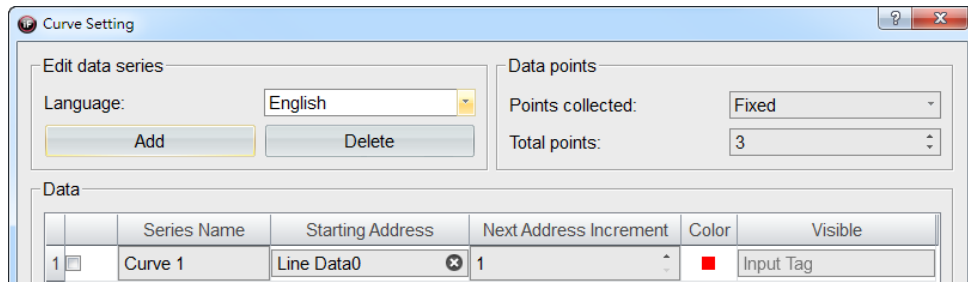 Curve Setting
Edit data series
Language: English
Add Delete
Data points
Points collected: Fixed
Total points: 3
Data
Series Name Starting Address Next Address Increment Color Visible
1 Curve 1 Line Data0 1 Input Tag